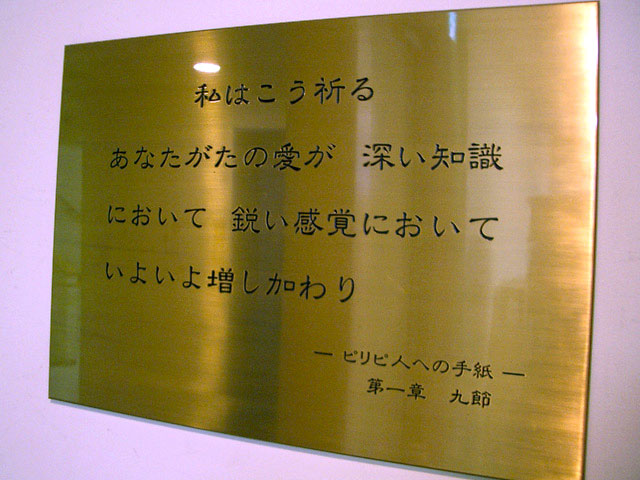 私はこう祈る
あなたがたの愛が 深い知識
において 鋭い感覚において
いよいよ増し加わり
― ピリピ人への手紙 ―
第一章 九節